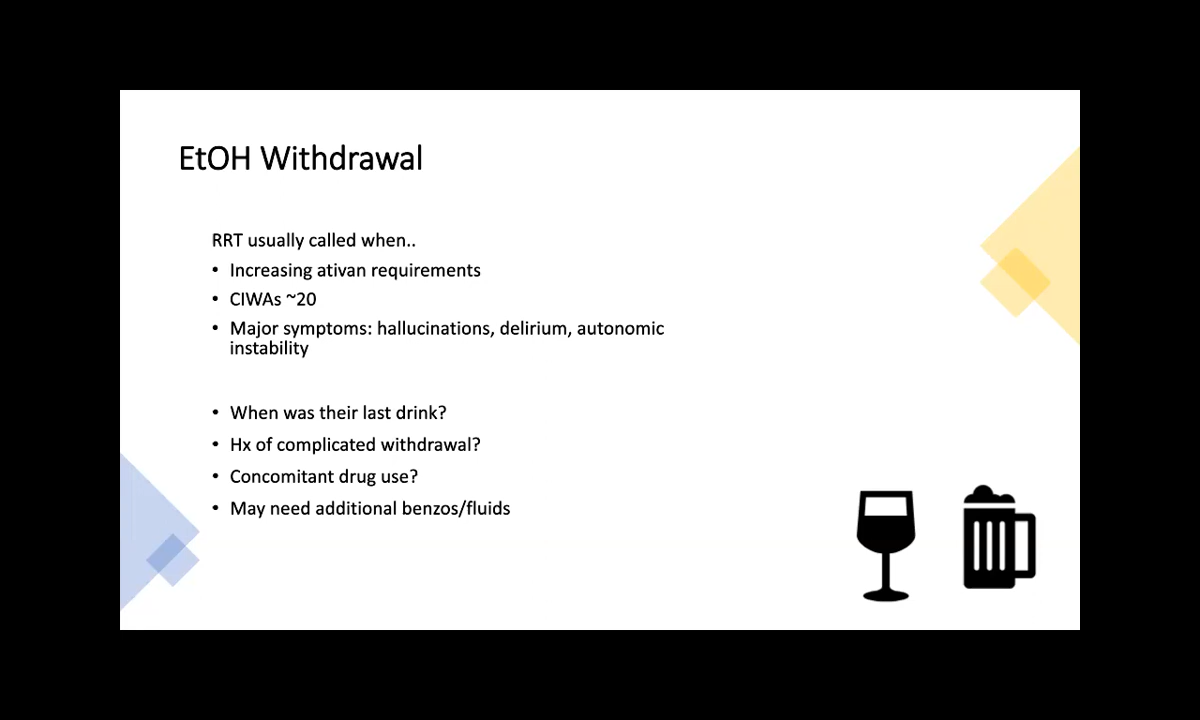 EtOH Withdrawal
RRT usually called when..
• Increasing ativan requirements
• CIWAs ~20
• Major symptoms: hallucinations, delirium, autonomic
instability
• When was their last drink?
• Hx of complicated withdrawal?
• Concomitant drug use?
• May need additional benzos/fluids